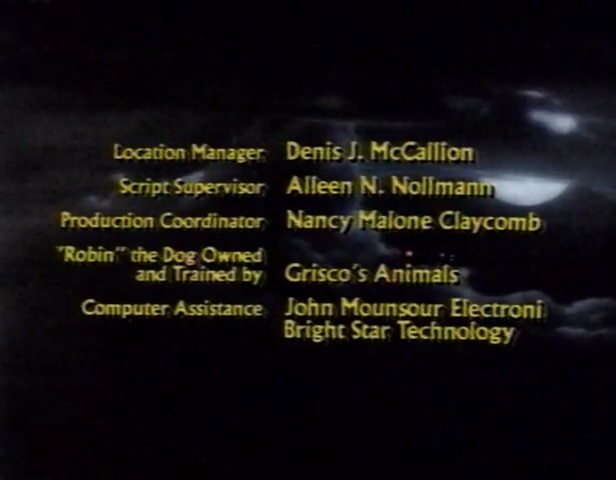 Location Manager Denis J. McCallion
Script Supervisor Alleen N. Nollmann
Production Coordinator Nancy Malone Claycomb
"Robin" the Dog Owned
and Trained by Grisco's Animals
Computer Assistance John Mounsour Electroni
Bright Star Technology